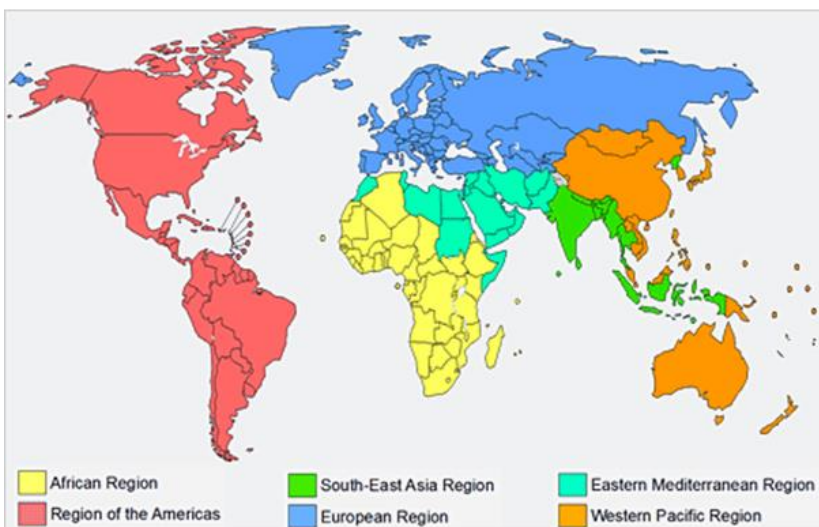 African Region
South-East Asia Region
Eastern Mediterranean Region
Region of the Americas
European Region
Western Pacific Region